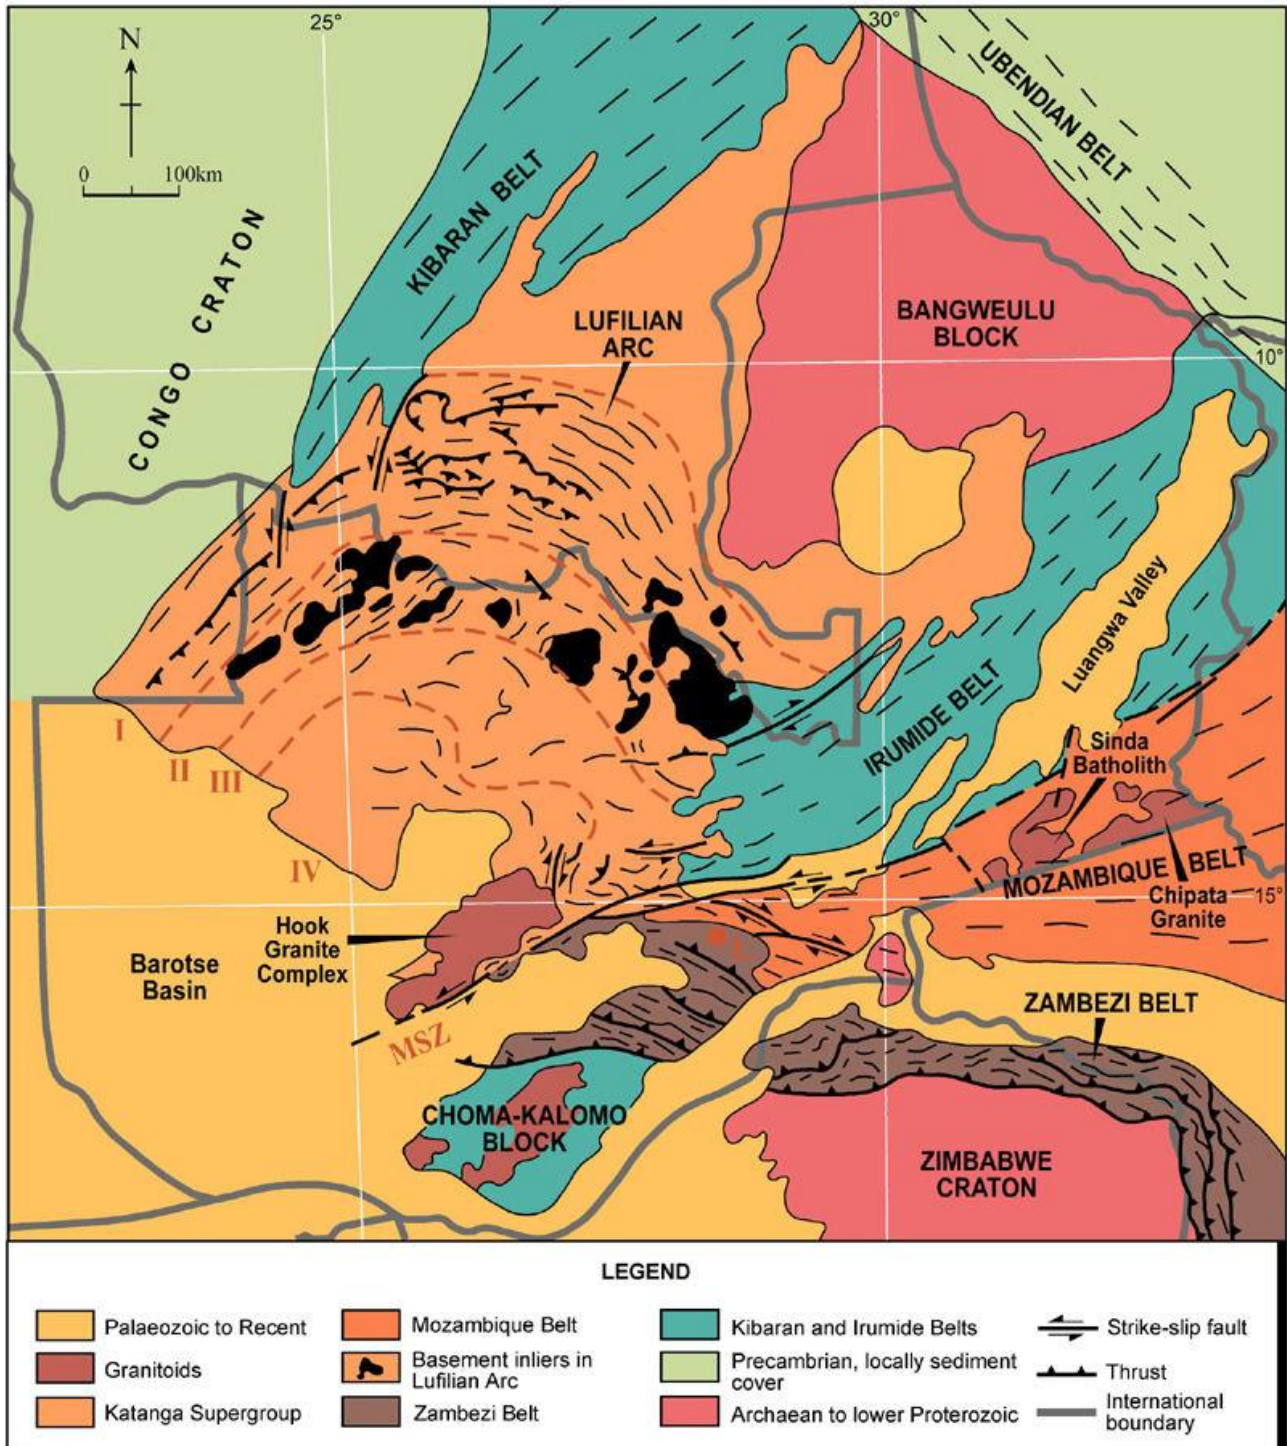 25°
30°
N
0 100km
UBENDIAN BELT
KIBARAN BELT
CONGO CRATON
LUFILIAN
ARC
BANGWEULU
BLOCK
10°
Luangwa Valley
IRUMIDE BELT
I
II
III
IV
Sinda
Batholith
MOZAMBIQUE BELT
Chipata
Granite
15°
Hook
Granite
Complex
Barotse
Basin
MSZ
ZAMBEZI BELT
CHOMA-KALOMO
BLOCK
ZIMBABWE
CRATON
LEGEND
Palaeozoic to Recent
Granitoids
Katanga Supergroup
Mozambique Belt
Basement inliers in
Lufilian Arc
Zambezi Belt
Kibaran and Irumide Belts
Precambrian, locally sediment
cover
Archaean to lower Proterozoic
Strike-slip fault
Thrust
International
boundary